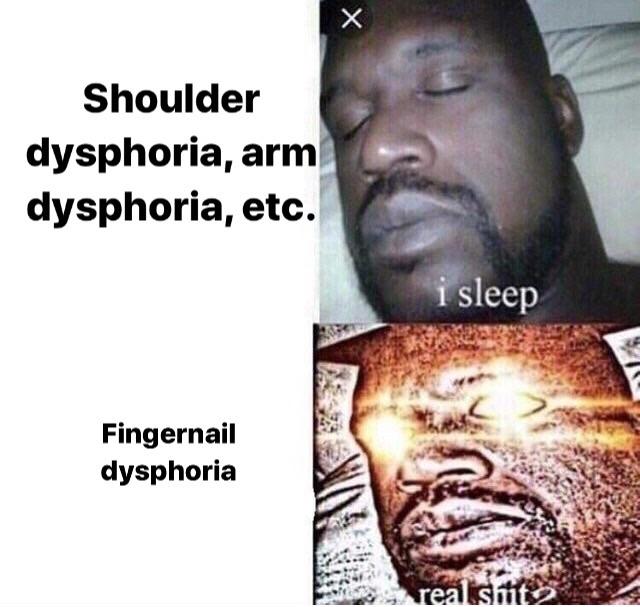 Shoulder
dysphoria, arm
dysphoria, etc.
i sleep
Fingernail
dysphoria
real shit?